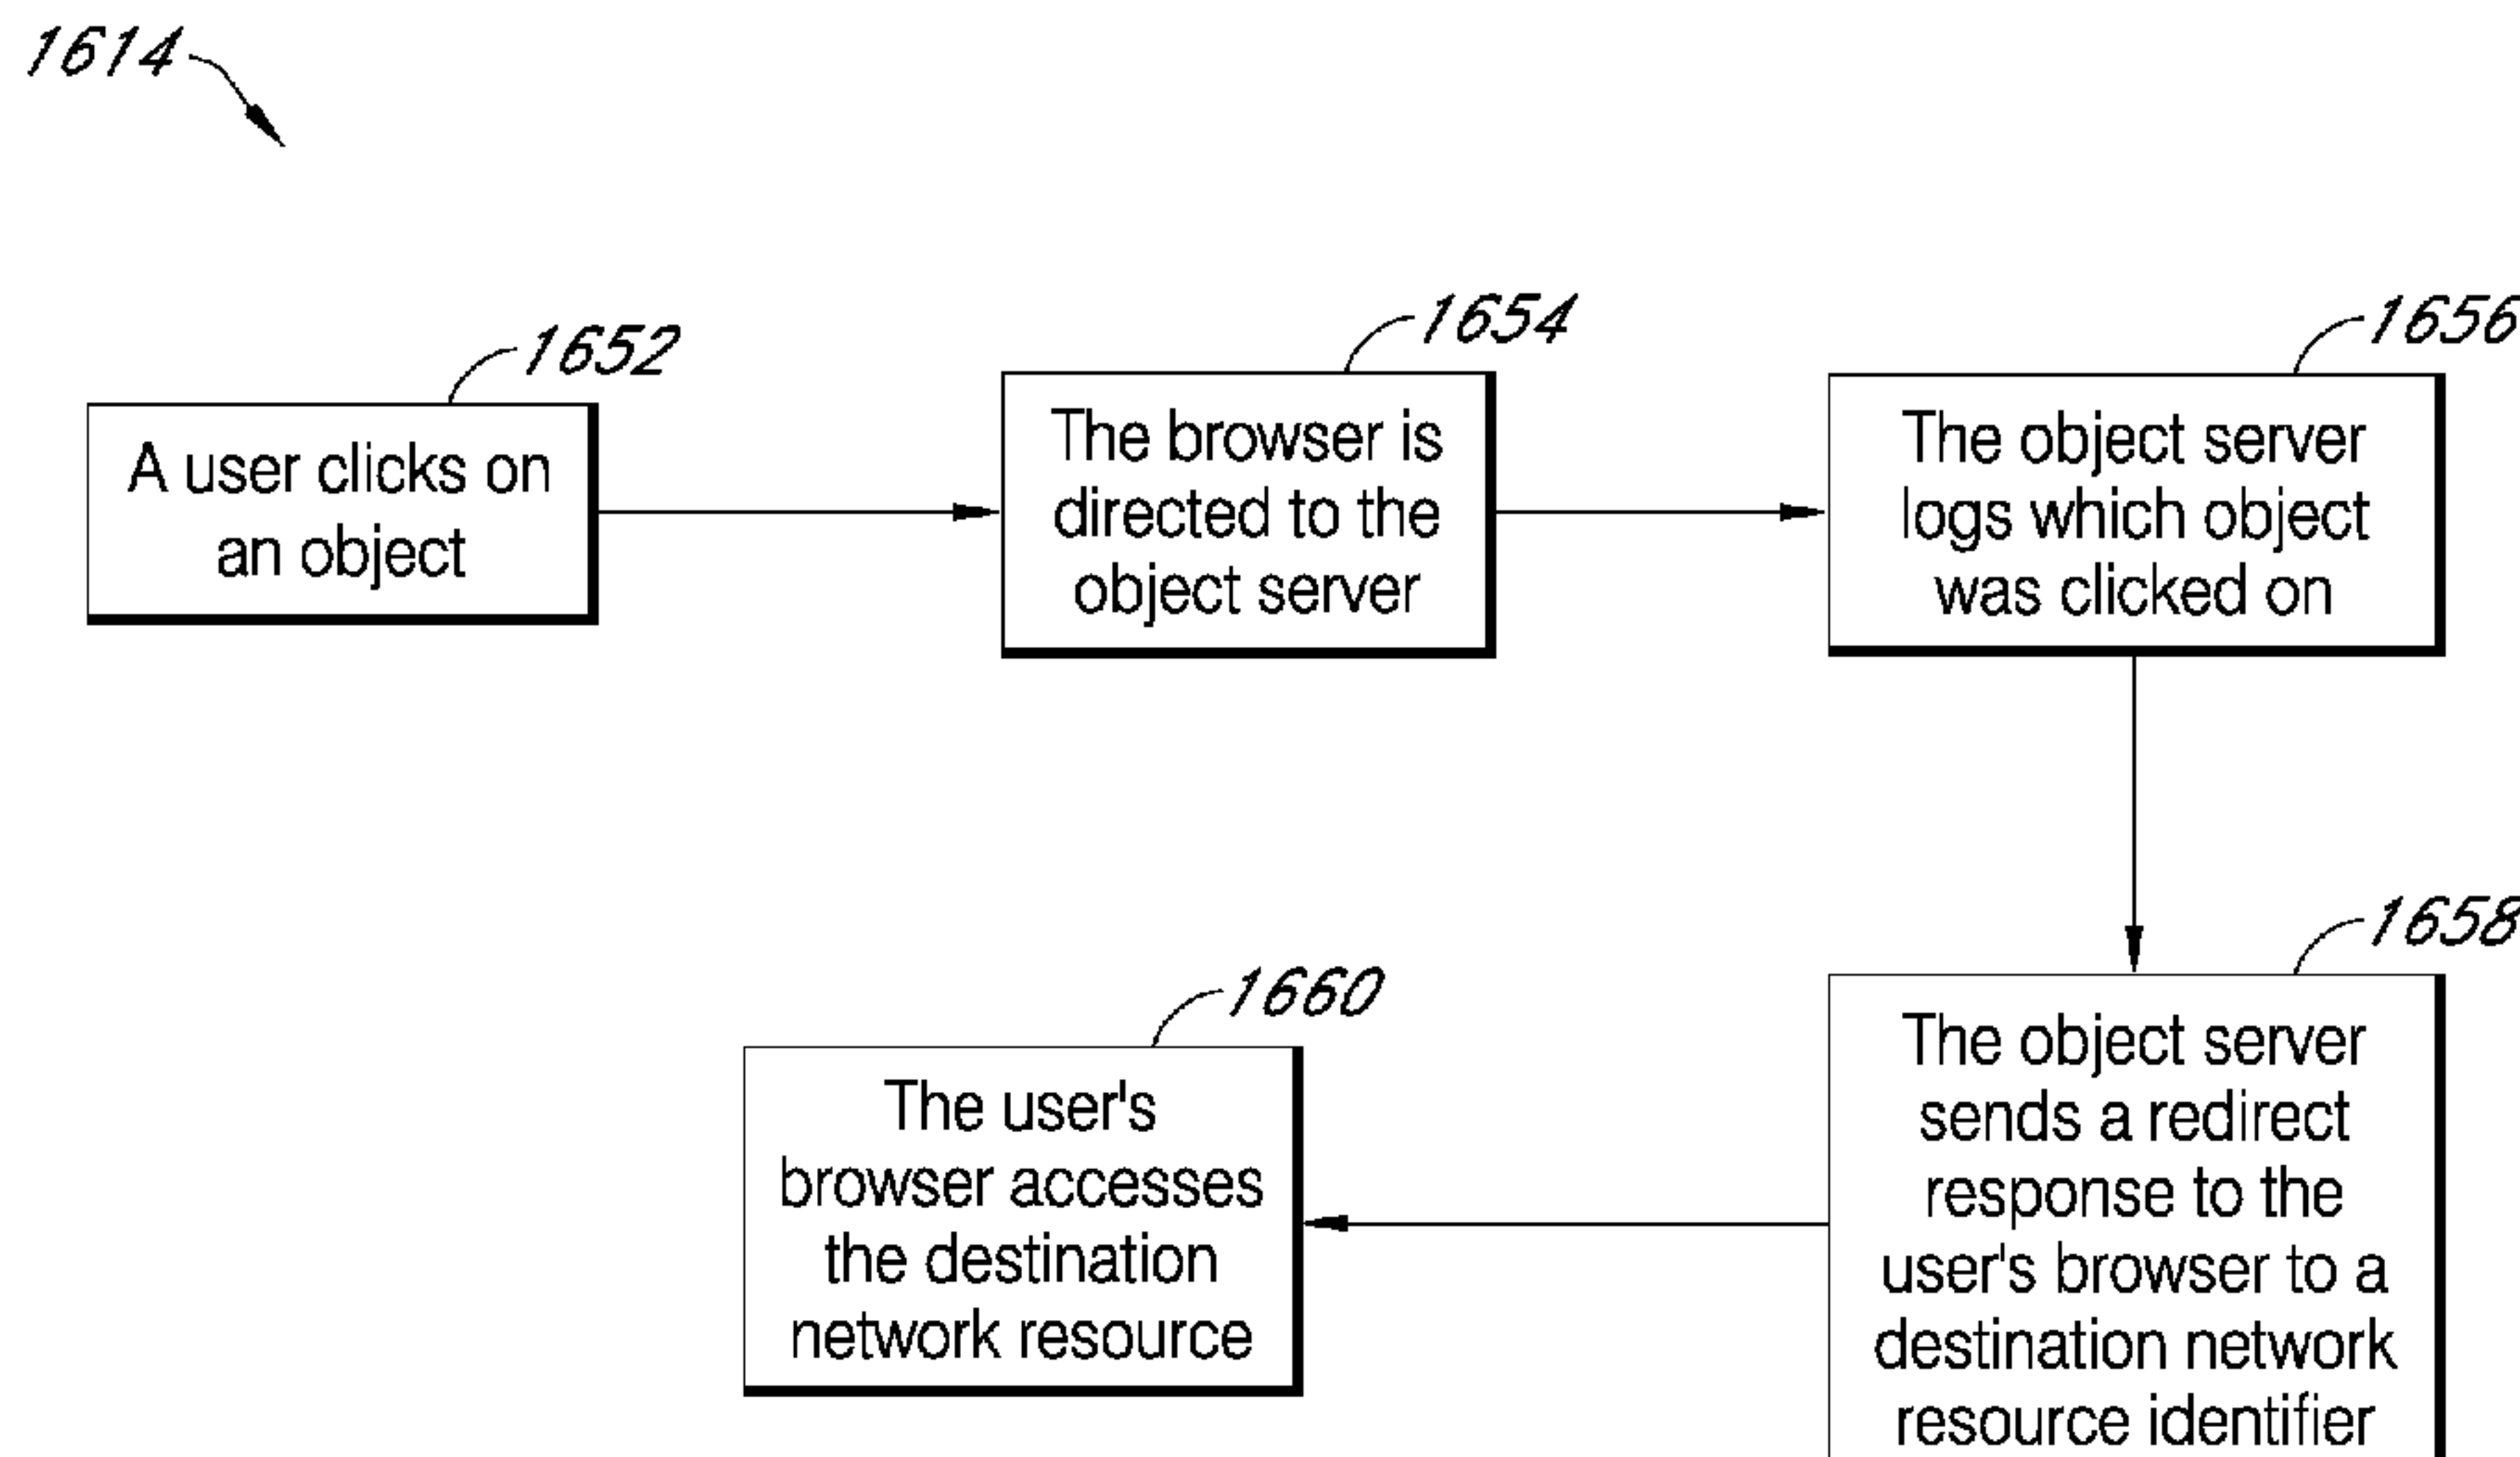 1614
1652
A user clicks on
an object
1654
The browser is
directed to the
object server
1656
The object server
logs which object
was clicked on
1658
The object server
sends a redirect
response to the
user's browser to a
destination network
resource identifier
1660
The user's
browser accesses
the destination
network resource